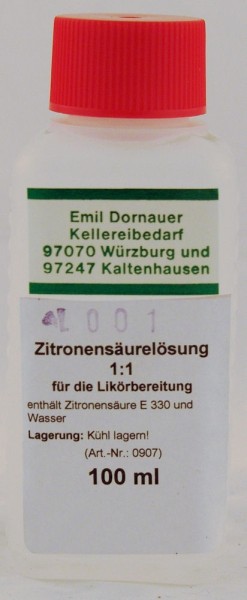 Emil Dornauer
Kellereibedarf
97070 Würzburg und
97247 Kaltenhausen
001
Zitronensäurelösung
1:1
für die Likörbereitung
enthält Zitronensäure E 330 und
Wasser
Lagerung: Kühl lagern!
(Art.-Nr.: 0907)
100 ml